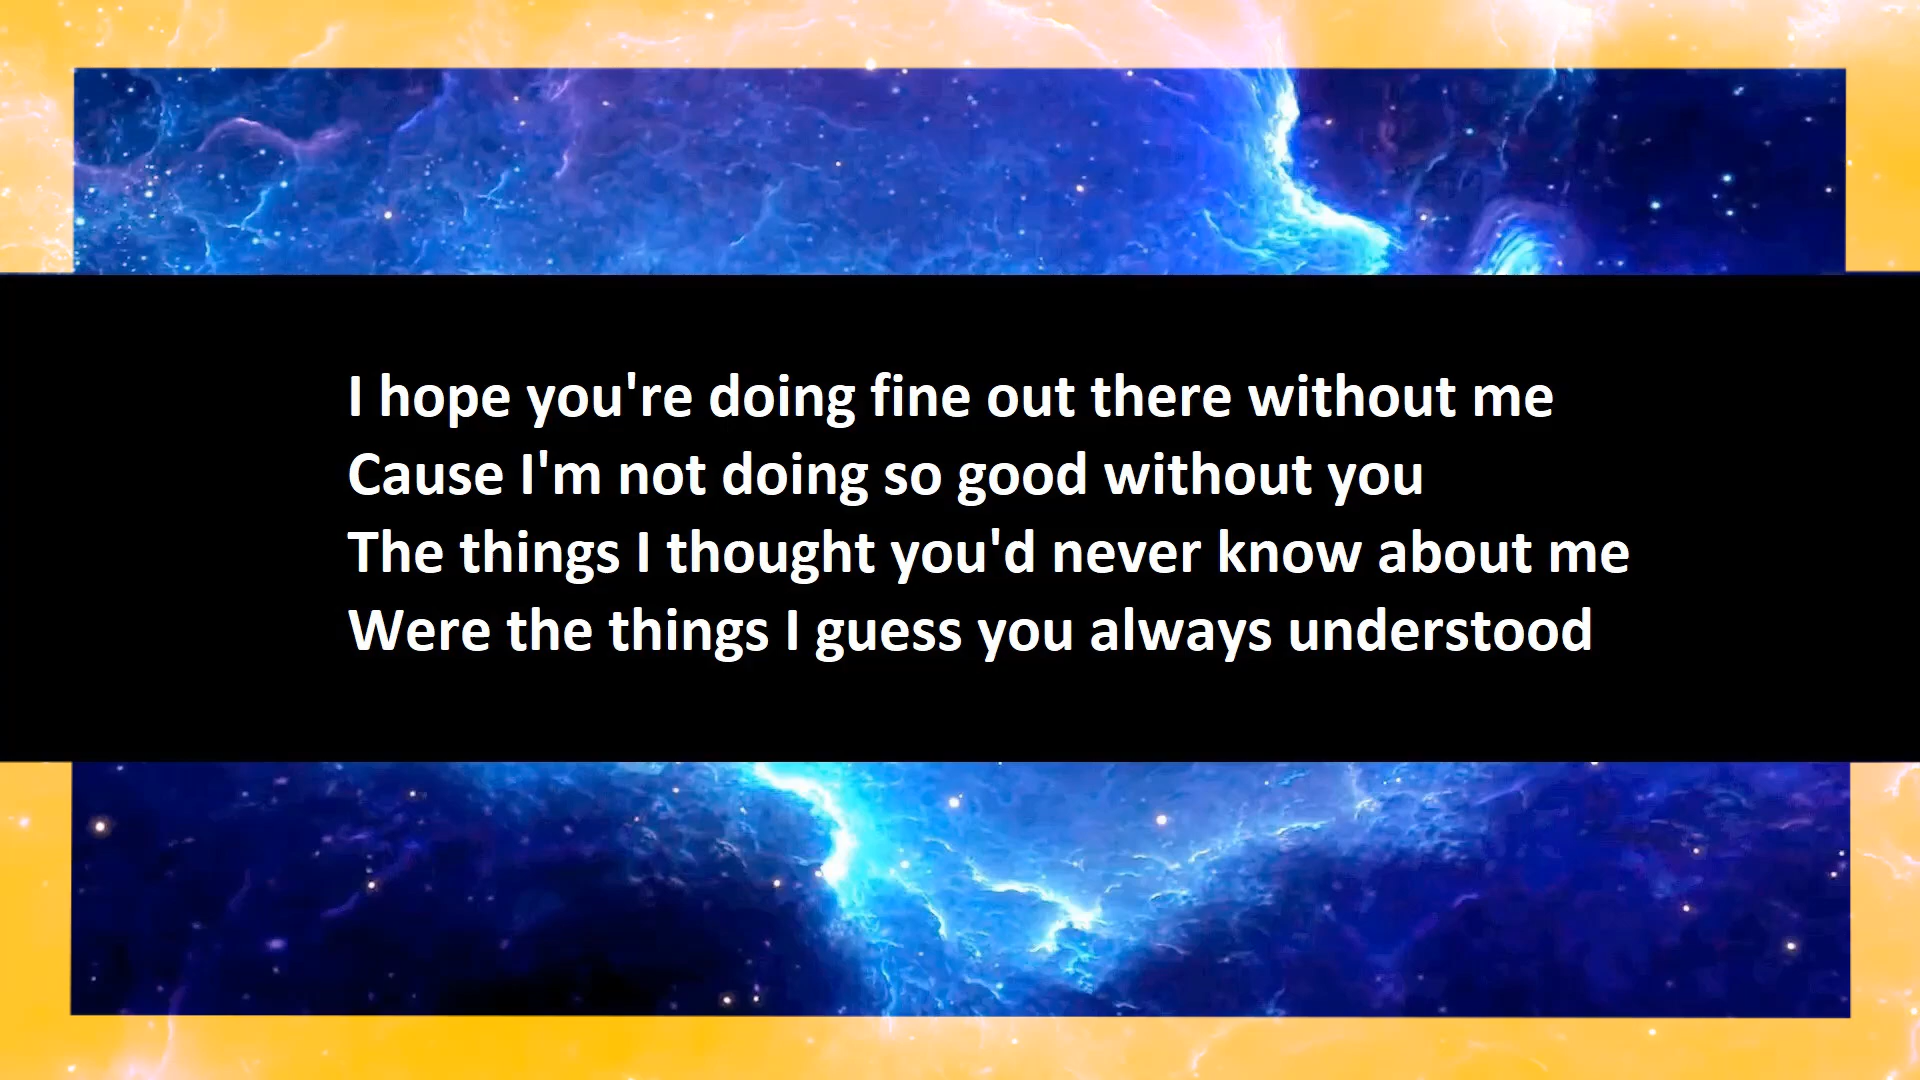 I hope you're doing fine out there without me
Cause I'm not doing so good without you
The things I thought you'd never know about me
Were the things I guess you always understood